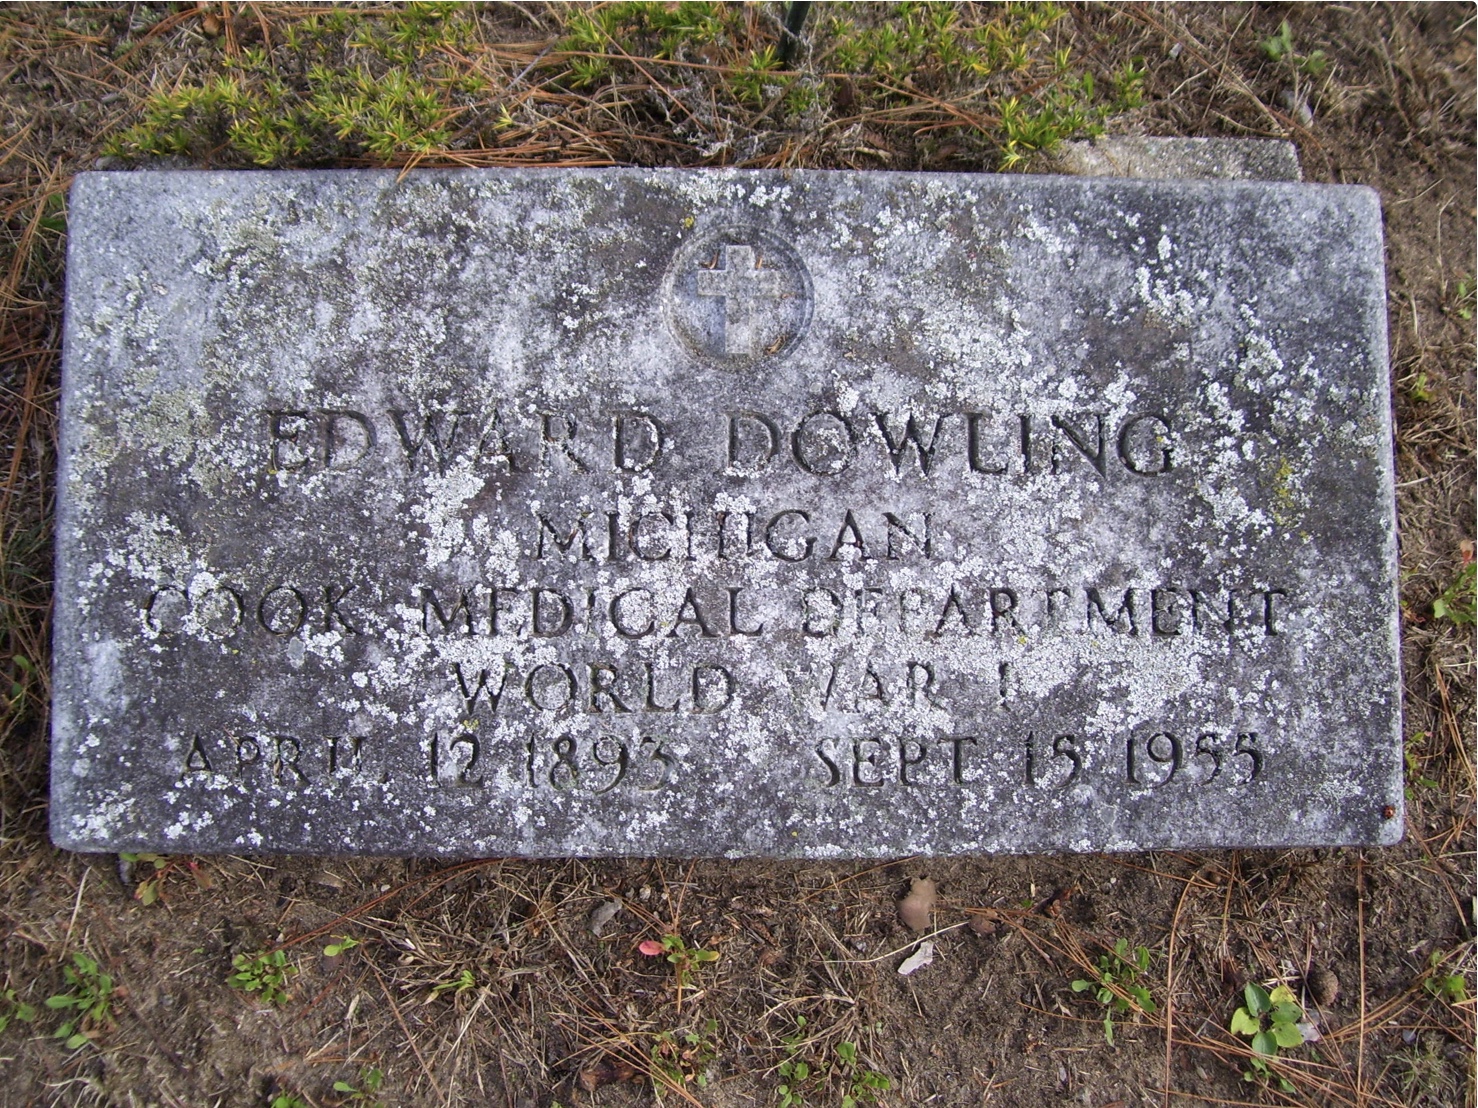 EDWARD DOWLING
MICHIGAN
COOK MEDICAL DEPARTMENT
WORLD WAR I
APRIL 12 1893 SEPT 15 1955